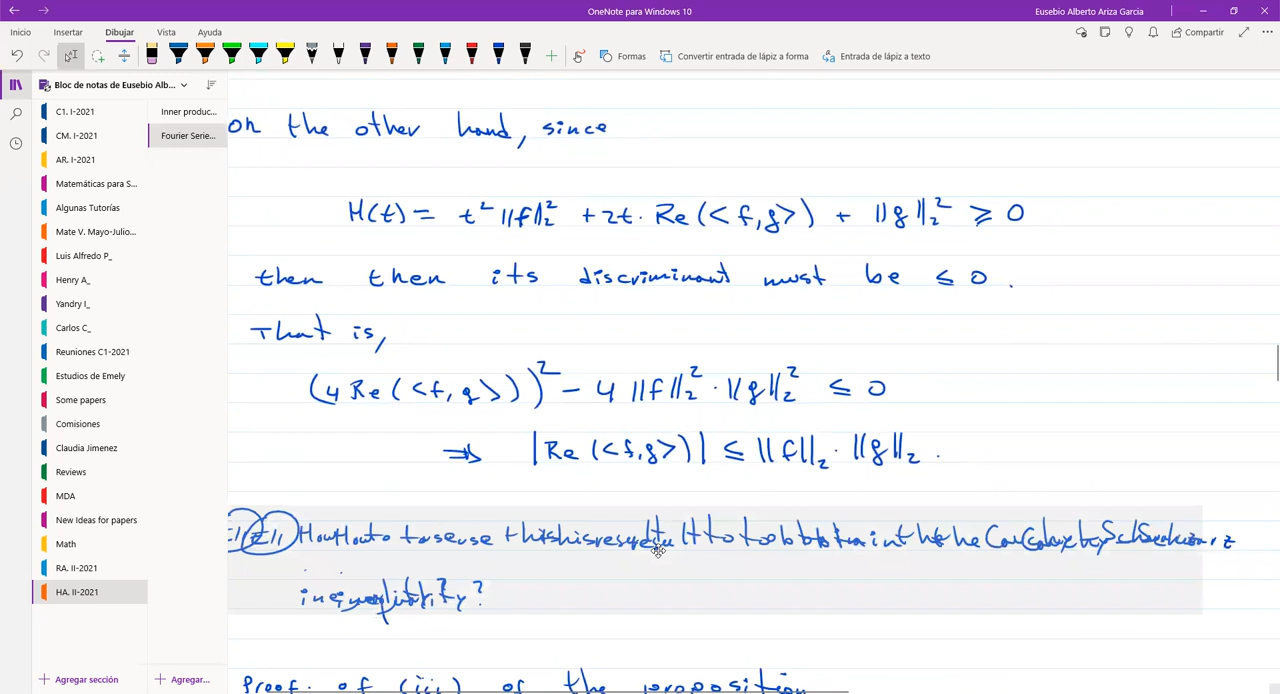 OneNote para Windows 10
Eusebio Alberto Ariza Garcia
Inicio Insertar Dibujar Vista Ayuda
Compartir
Formas Convertir entrada de lápiz a forma Entrada de lápiz a texto
Bloc de notas de Eusebio Alb...
C1. I-2021
CM. I-2021
AR. I-2021
Matemáticas para S...
Algunas Tutorías
Mate V. Mayo-Julio...
Luis Alfredo P_
Henry A_
Yandry I_
Carlos C_
Reuniones C1-2021
Estudios de Emely
Some papers
Comisiones
Claudia Jimenez
Reviews
MDA
New Ideas for papers
Math
RA. II-2021
HA. II-2021
Agregar sección
Inner produc...
Fourier Serie...
Agregar...
on the other hand, since
H(t) = t² ||f||₂² + 2t · Re(<f,g>) + ||g||₂² ⩾ 0
then then its discriminant must be ≤ 0.
That is,
(4 Re(<f,g>))² - 4 ||f||₂² · ||g||₂² ≤ 0
⇒ |Re(<f,g>)| ≤ ||f||₂ · ||g||₂.
Proof of (iii) of the proposition